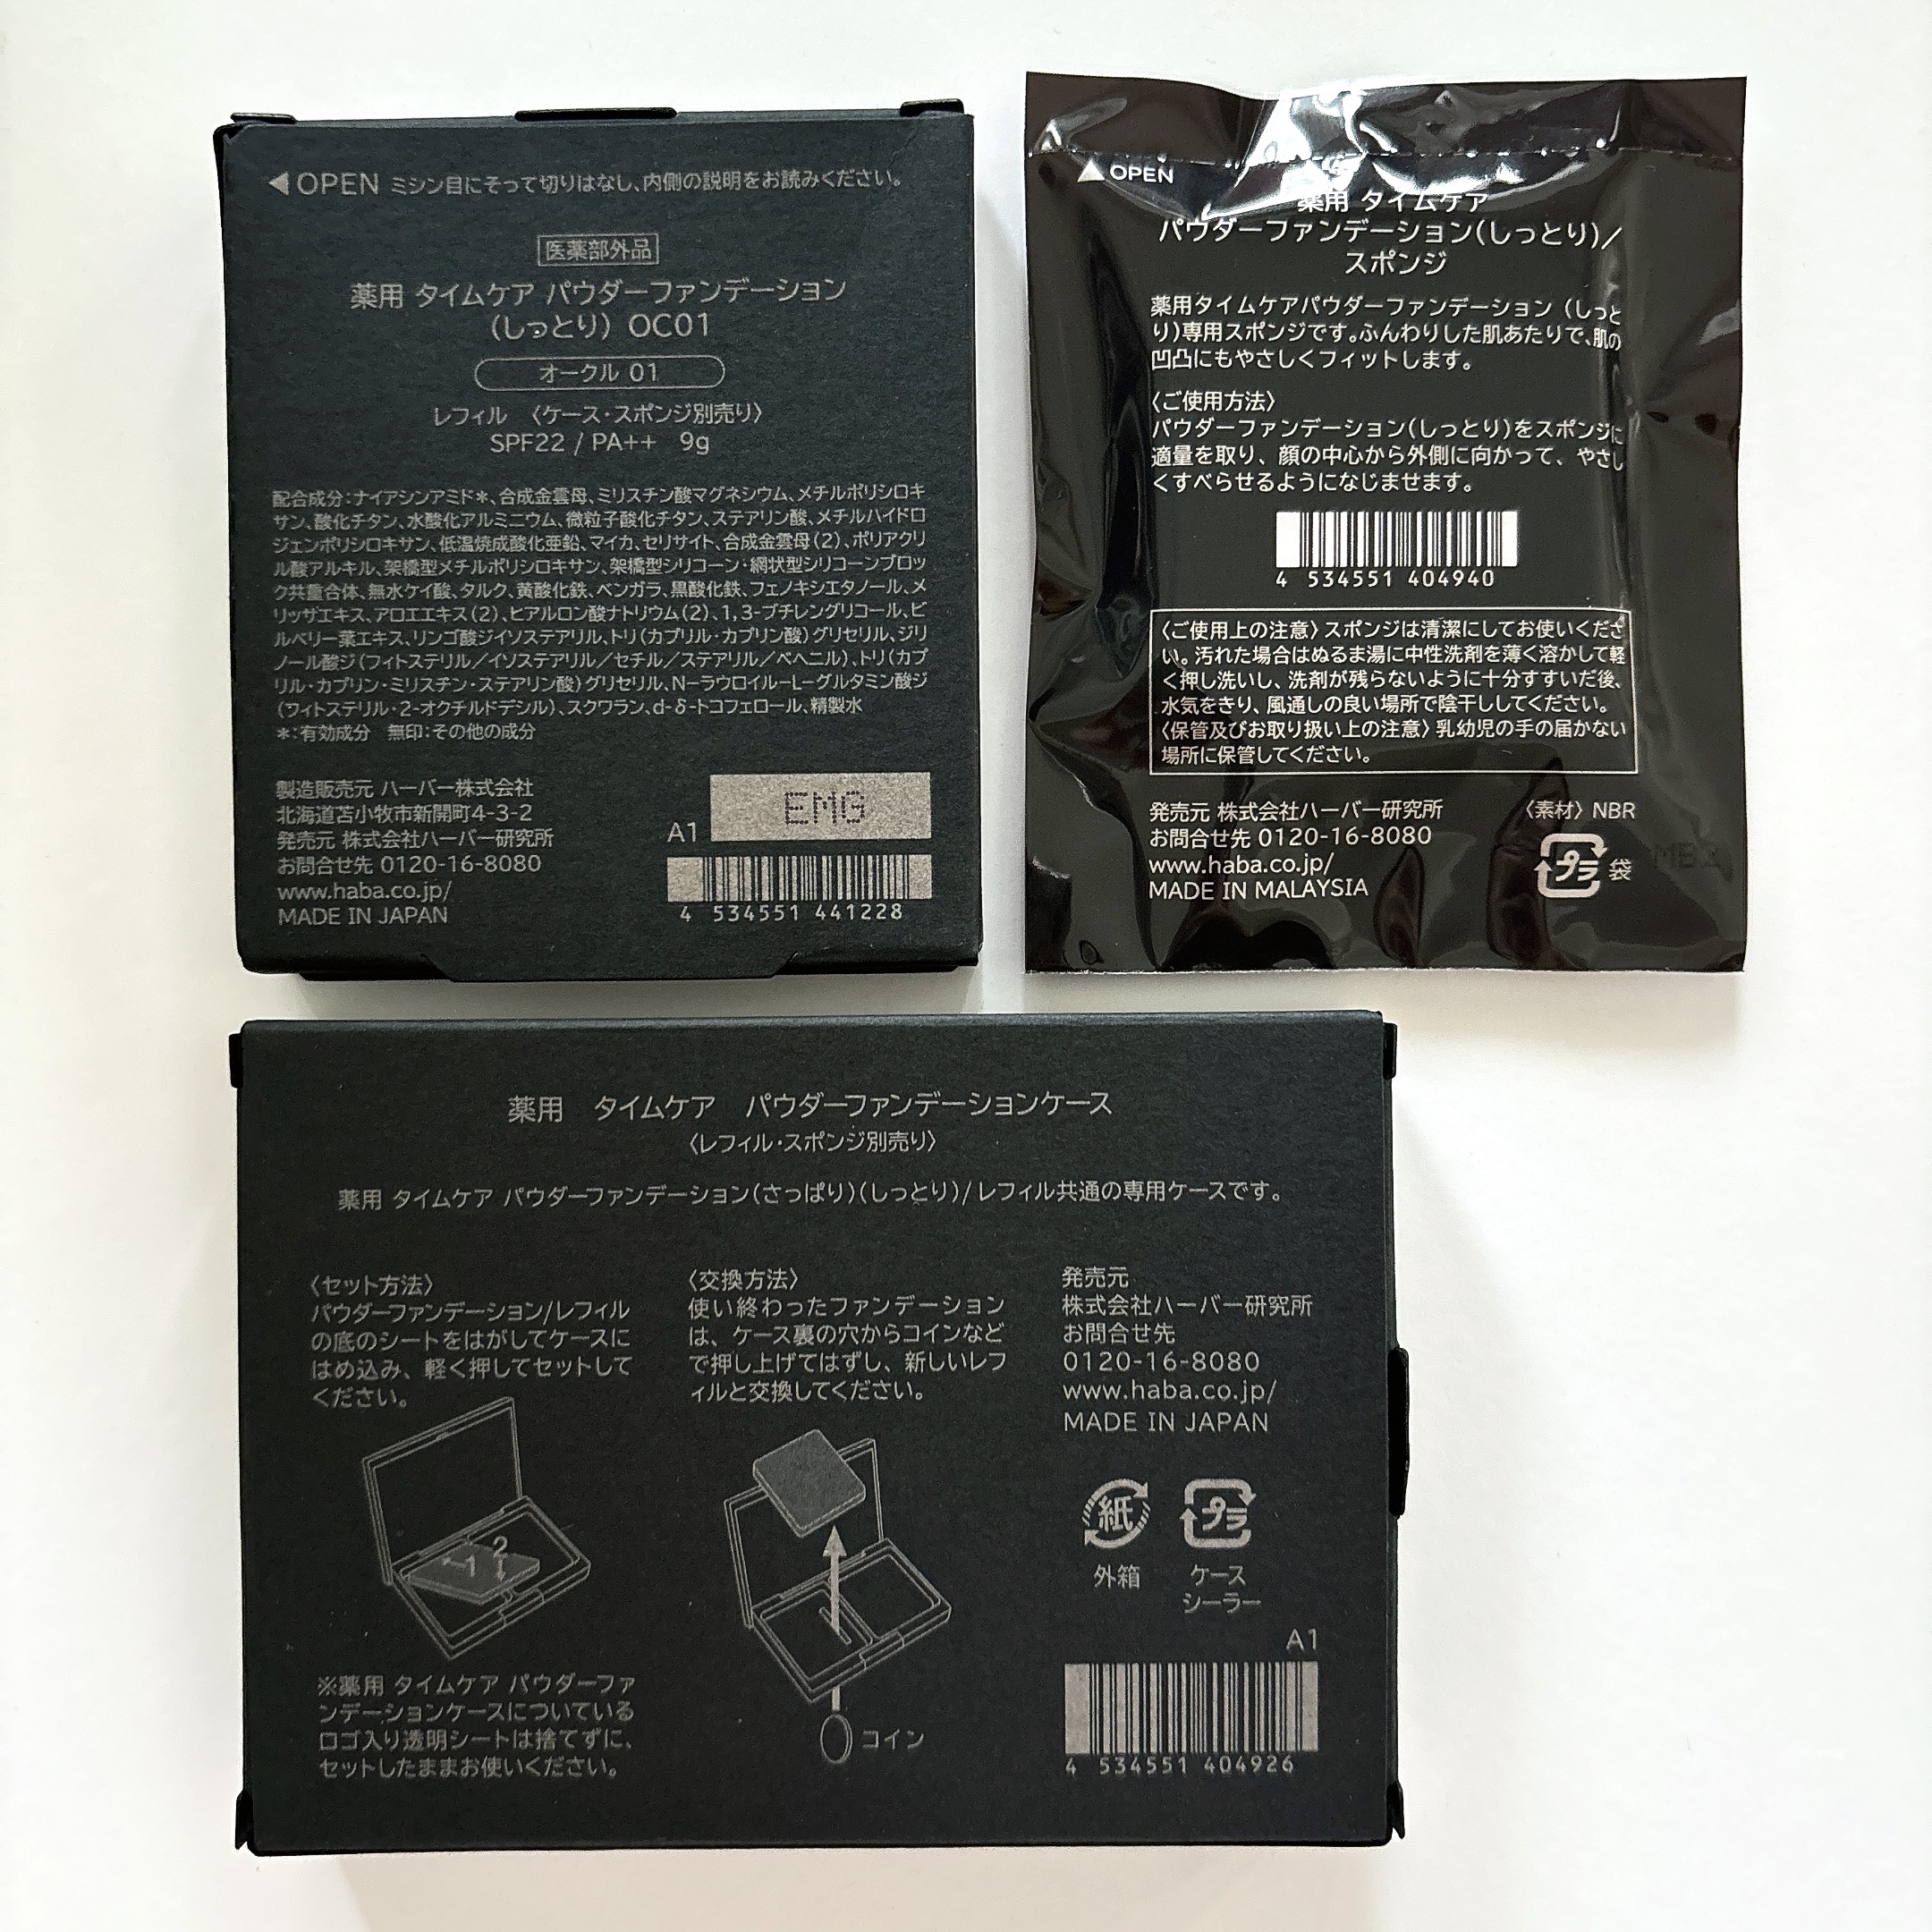 ◀OPEN ミシン目にそって切りはなし、内側の説明をお読みください。
医薬部外品
薬用 タイムケア パウダーファンデーション
（しっとり） OC01
オークル 01
レフィル 〈ケース・スポンジ別売り〉
SPF22 / PA++ 9g
配合成分：ナイアシンアミド＊、合成金雲母、ミリスチン酸マグネシウム、メチルポリシロキ
サン、酸化チタン、水酸化アルミニウム、微粒子酸化チタン、ステアリン酸、メチルハイドロ
ジェンポリシロキサン、低温焼成酸化亜鉛、マイカ、セリサイト、合成金雲母（2）、ポリアクリ
ル酸アルキル、架橋型メチルポリシロキサン、架橋型シリコーン・網状型シリコーンブロッ
ク共重合体、無水ケイ酸、タルク、黄酸化鉄、ベンガラ、黒酸化鉄、フェノキシエタノール、メ
リッサエキス、アロエエキス（2）、ヒアルロン酸ナトリウム（2）、1,3-ブチレングリコール、ビ
ルベリー葉エキス、リンゴ酸ジイソステアリル、トリ（カプリル・カプリン酸）グリセリル、ジリ
ノール酸ジ（フィトステリル／イソステアリル／セチル／ステアリル／ベヘニル）、トリ（カプ
リル・カプリン・ミリスチン・ステアリン酸）グリセリル、N-ラウロイル-L-グルタミン酸ジ
（フィトステリル・2-オクチルドデシル）、スクワラン、d-δ-トコフェロール、精製水
＊：有効成分 無印：その他の成分
製造販売元 ハーバー株式会社
北海道苫小牧市新開町4-3-2
発売元 株式会社ハーバー研究所
お問合せ先 0120-16-8080
www.haba.co.jp/
MADE IN JAPAN
EMG
A1
4 534551 441228
▲OPEN
薬用 タイムケア
パウダーファンデーション（しっとり）／
スポンジ
薬用タイムケアパウダーファンデーション（しっと
り）専用スポンジです。ふんわりした肌あたりで、肌の
凹凸にもやさしくフィットします。
〈ご使用方法〉
パウダーファンデーション（しっとり）をスポンジに
適量を取り、顔の中心から外側に向かって、やさし
くすべらせるようになじませます。
4 534551 404940
〈ご使用上の注意〉スポンジは清潔にしてお使いくださ
い。汚れた場合はぬるま湯に中性洗剤を薄く溶かして軽
く押し洗いし、洗剤が残らないように十分すすいだ後、
水気をきり、風通しの良い場所で陰干ししてください。
〈保管及びお取り扱い上の注意〉乳幼児の手の届かない
場所に保管してください。
発売元 株式会社ハーバー研究所
〈素材〉NBR
お問合せ先 0120-16-8080
www.haba.co.jp/
MADE IN MALAYSIA
プラ 袋
薬用 タイムケア パウダーファンデーションケース
〈レフィル・スポンジ別売り〉
薬用 タイムケア パウダーファンデーション（さっぱり）（しっとり）/レフィル共通の専用ケースです。
〈セット方法〉
パウダーファンデーション/レフィル
の底のシートをはがしてケースに
はめ込み、軽く押してセットして
ください。
1 2
※薬用 タイムケア パウダーファ
ンデーションケースについている
ロゴ入り透明シートは捨てずに、
セットしたままお使いください。
〈交換方法〉
使い終わったファンデーション
は、ケース裏の穴からコインなど
で押し上げてはずし、新しいレフ
ィルと交換してください。
コイン
発売元
株式会社ハーバー研究所
お問合せ先
0120-16-8080
www.haba.co.jp/
MADE IN JAPAN
紙 プラ
外箱 ケース
シーラー
A1
4 534551 404926